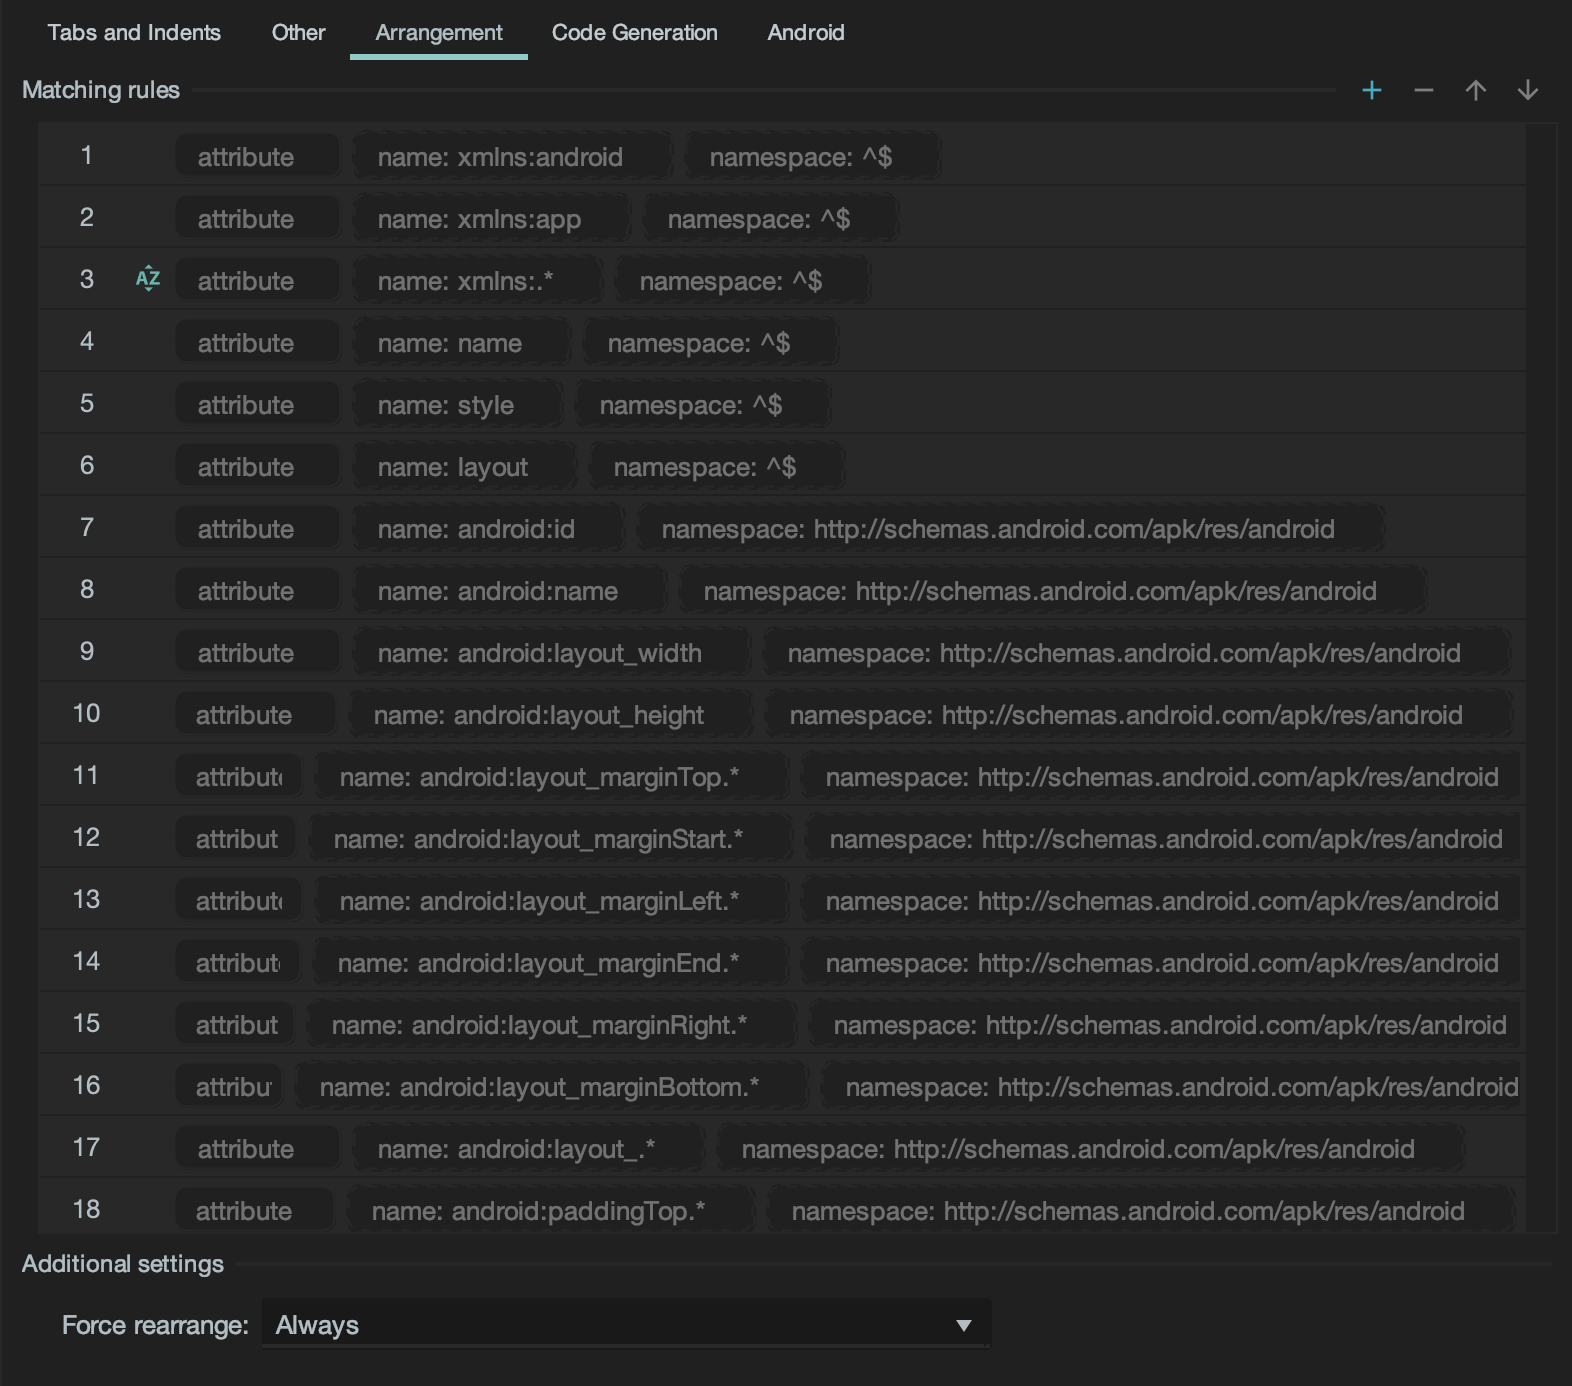 Tabs and Indents Other Arrangement Code Generation Android
Matching rules
1 attribute name: xmlns:android namespace: ^$
2 attribute name: xmlns:app namespace: ^$
3 AZ attribute name: xmlns:.* namespace: ^$
4 attribute name: name namespace: ^$
5 attribute name: style namespace: ^$
6 attribute name: layout namespace: ^$
7 attribute name: android:id namespace: http://schemas.android.com/apk/res/android
8 attribute name: android:name namespace: http://schemas.android.com/apk/res/android
9 attribute name: android:layout_width namespace: http://schemas.android.com/apk/res/android
10 attribute name: android:layout_height namespace: http://schemas.android.com/apk/res/android
11 attribute name: android:layout_marginTop.* namespace: http://schemas.android.com/apk/res/android
12 attribut name: android:layout_marginStart.* namespace: http://schemas.android.com/apk/res/android
13 attribute name: android:layout_marginLeft.* namespace: http://schemas.android.com/apk/res/android
14 attribut name: android:layout_marginEnd.* namespace: http://schemas.android.com/apk/res/android
15 attribut name: android:layout_marginRight.* namespace: http://schemas.android.com/apk/res/android
16 attribu name: android:layout_marginBottom.* namespace: http://schemas.android.com/apk/res/android
17 attribute name: android:layout_.* namespace: http://schemas.android.com/apk/res/android
18 attribute name: android:paddingTop.* namespace: http://schemas.android.com/apk/res/android
Additional settings
Force rearrange: Always